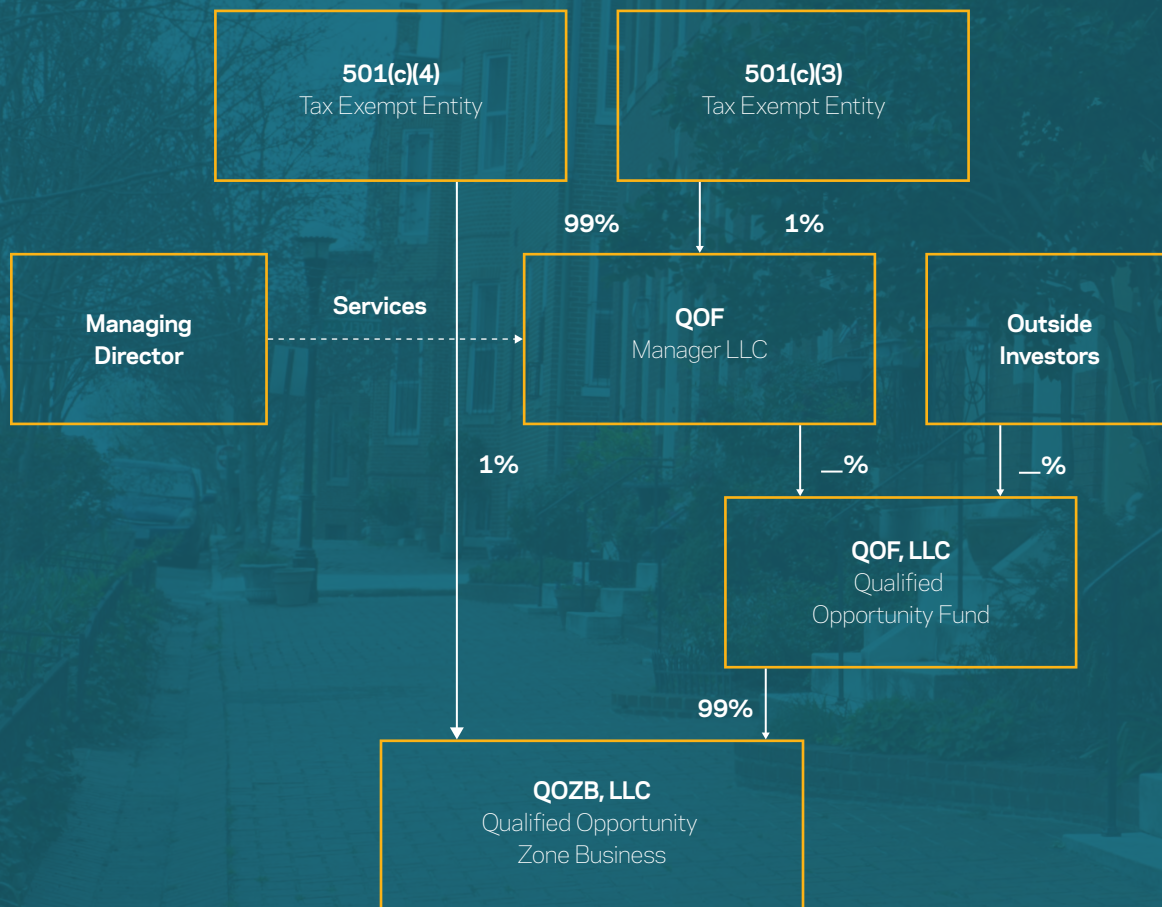 501(c)(4)
Tax Exempt Entity
501(c)(3)
Tax Exempt Entity
99%
1%
Managing
Director
Services
QOF
Manager LLC
Outside
Investors
1%
__%
__%
QOF, LLC
Qualified
Opportunity Fund
99%
QOZB, LLC
Qualified Opportunity
Zone Business